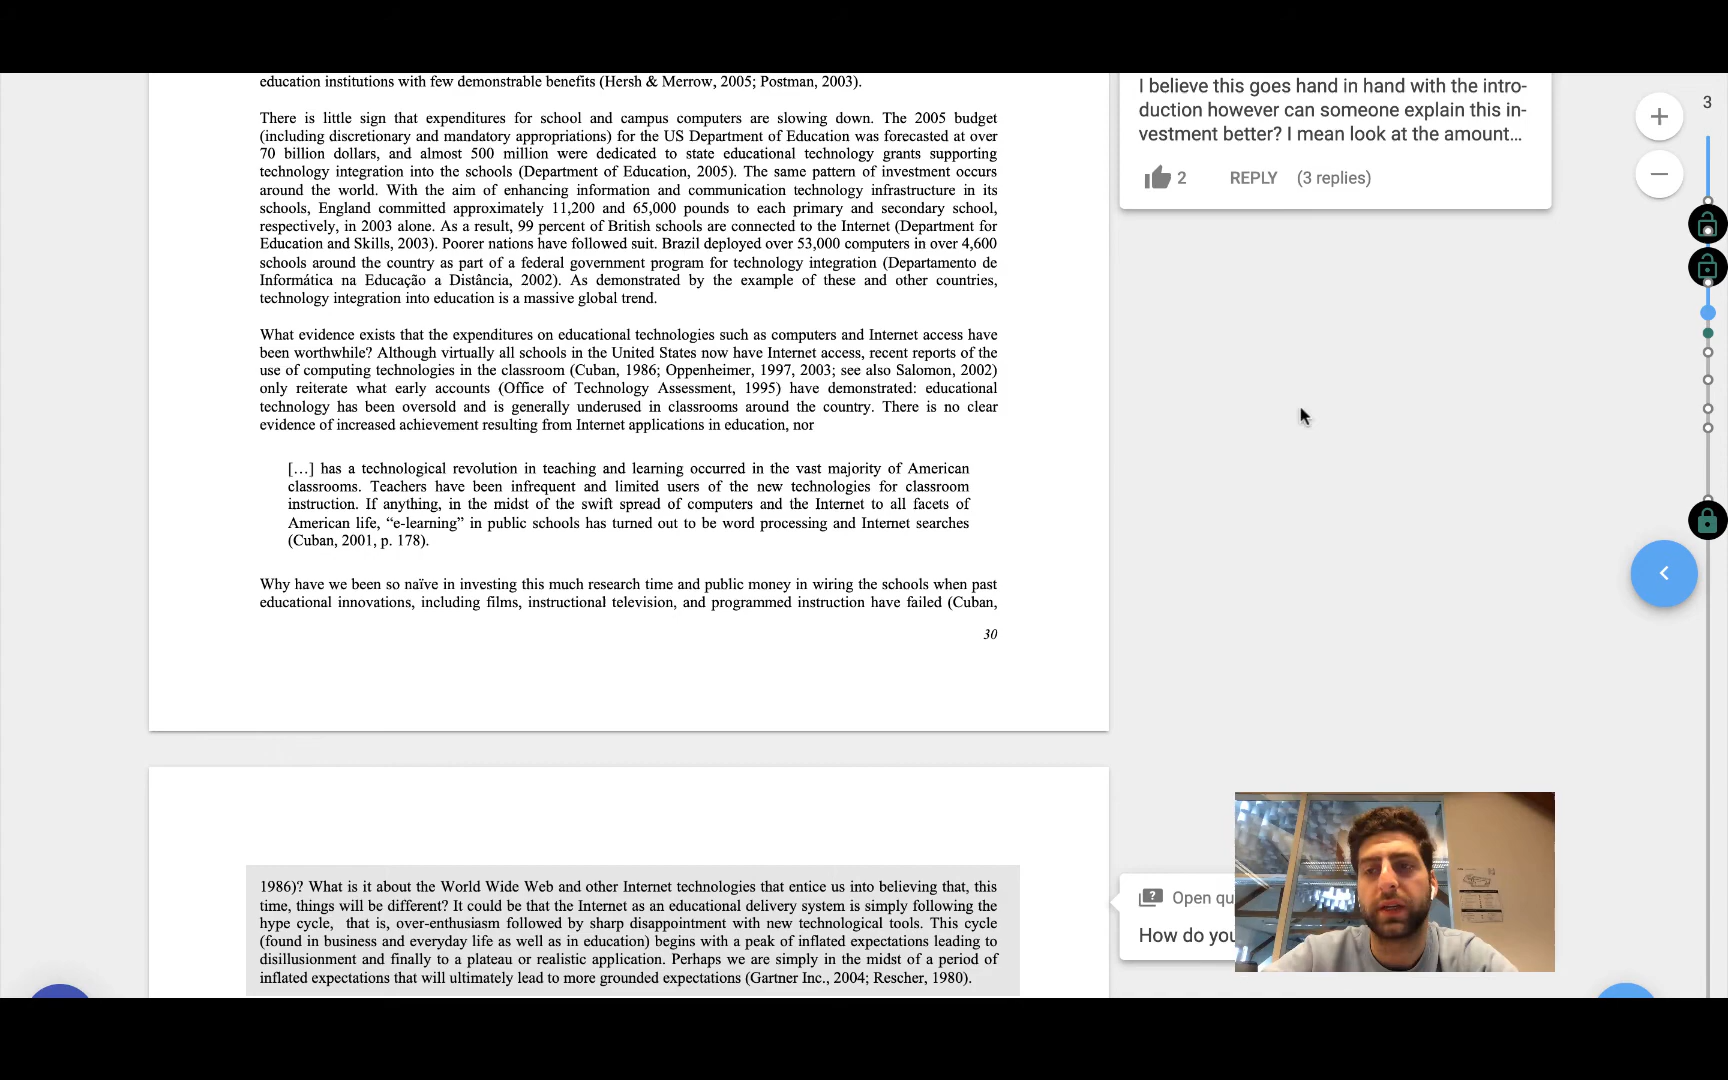 education institutions with few demonstrable benefits (Hersh & Merrow, 2005; Postman, 2003).
There is little sign that expenditures for school and campus computers are slowing down. The 2005 budget
(including discretionary and mandatory appropriations) for the US Department of Education was forecasted at over
70 billion dollars, and almost 500 million were dedicated to state educational technology grants supporting
technology integration into the schools (Department of Education, 2005). The same pattern of investment occurs
around the world. With the aim of enhancing information and communication technology infrastructure in its
schools, England committed approximately 11,200 and 65,000 pounds to each primary and secondary school,
respectively, in 2003 alone. As a result, 99 percent of British schools are connected to the Internet (Department for
Education and Skills, 2003). Poorer nations have followed suit. Brazil deployed over 53,000 computers in over 4,600
schools around the country as part of a federal government program for technology integration (Departamento de
Informática na Educação a Distância, 2002). As demonstrated by the example of these and other countries,
technology integration into education is a massive global trend.
What evidence exists that the expenditures on educational technologies such as computers and Internet access have
been worthwhile? Although virtually all schools in the United States now have Internet access, recent reports of the
use of computing technologies in the classroom (Cuban, 1986; Oppenheimer, 1997, 2003; see also Salomon, 2002)
only reiterate what early accounts (Office of Technology Assessment, 1995) have demonstrated: educational
technology has been oversold and is generally underused in classrooms around the country. There is no clear
evidence of increased achievement resulting from Internet applications in education, nor
[…] has a technological revolution in teaching and learning occurred in the vast majority of American
classrooms. Teachers have been infrequent and limited users of the new technologies for classroom
instruction. If anything, in the midst of the swift spread of computers and the Internet to all facets of
American life, “e-learning” in public schools has turned out to be word processing and Internet searches
(Cuban, 2001, p. 178).
Why have we been so naïve in investing this much research time and public money in wiring the schools when past
educational innovations, including films, instructional television, and programmed instruction have failed (Cuban,
30
1986)? What is it about the World Wide Web and other Internet technologies that entice us into believing that, this
time, things will be different? It could be that the Internet as an educational delivery system is simply following the
hype cycle, that is, over-enthusiasm followed by sharp disappointment with new technological tools. This cycle
(found in business and everyday life as well as in education) begins with a peak of inflated expectations leading to
disillusionment and finally to a plateau or realistic application. Perhaps we are simply in the midst of a period of
inflated expectations that will ultimately lead to more grounded expectations (Gartner Inc., 2004; Rescher, 1980).
I believe this goes hand in hand with the intro-
duction however can someone explain this in-
vestment better? I mean look at the amount...
2 REPLY (3 replies)
3
Open qu
How do you